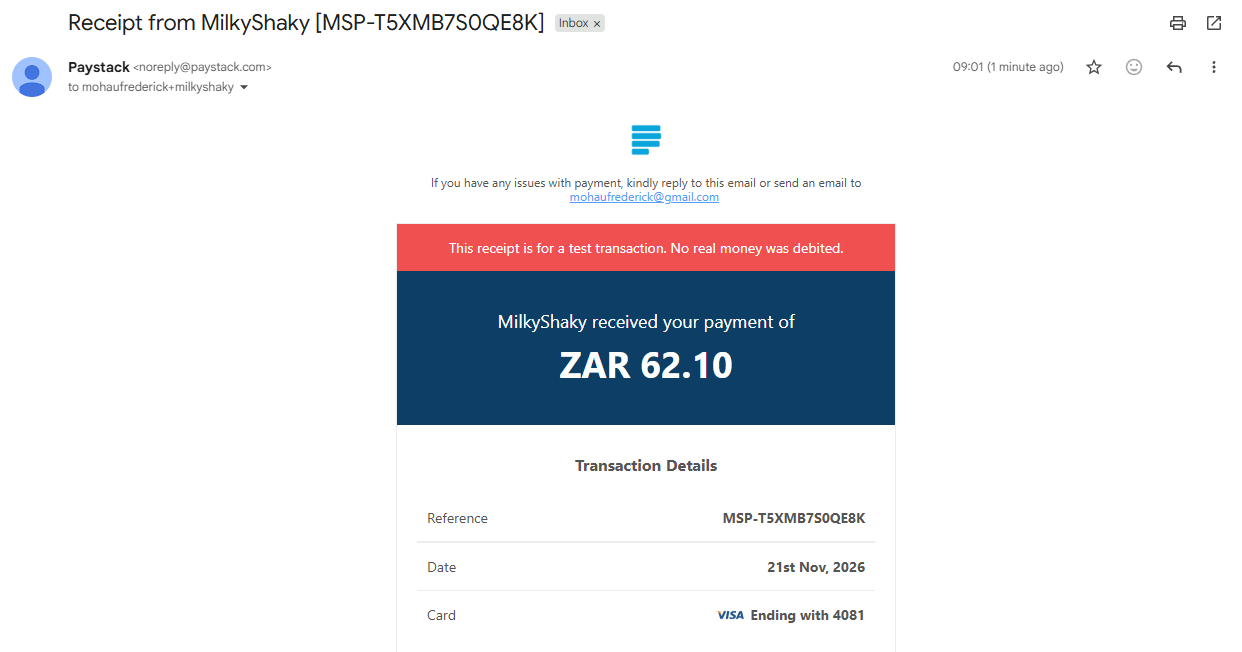 Receipt from MilkyShaky [MSP-T5XMB7S0QE8K] Inbox ×
Paystack <noreply@paystack.com>
09:01 (1 minute ago)
to mohaufrederick+milkyshaky
If you have any issues with payment, kindly reply to this email or send an email to
mohaufrederick@gmail.com
This receipt is for a test transaction. No real money was debited.
MilkyShaky received your payment of
ZAR 62.10
Transaction Details
Reference MSP-T5XMB7S0QE8K
Date 21st Nov, 2026
Card VISA Ending with 4081